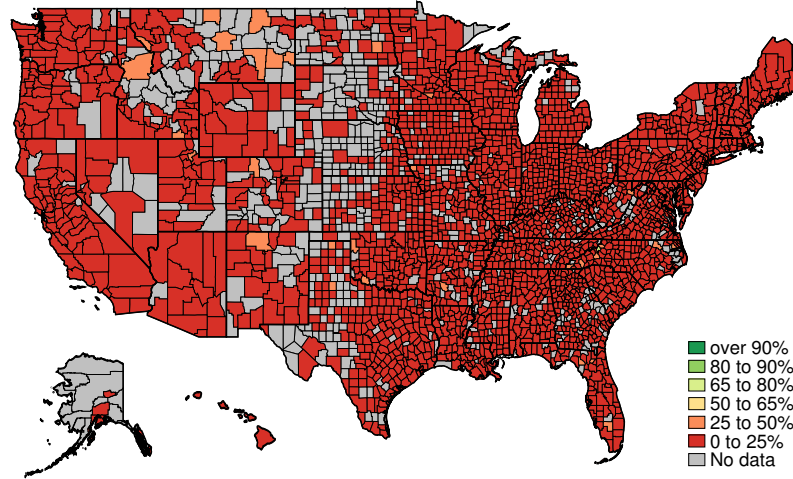 over 90%
80 to 90%
65 to 80%
50 to 65%
25 to 50%
0 to 25%
No data